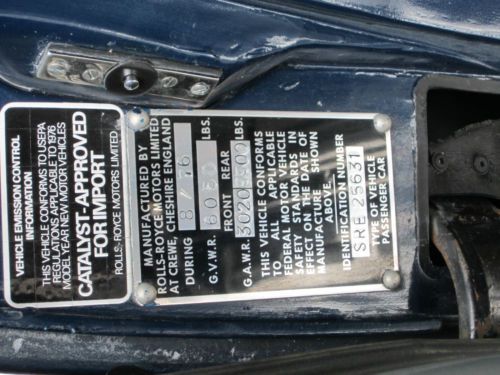 VEHICLE EMISSION CONTROL
INFORMATIONS
THIS VEHICLE CONFORMS TO USEPA
REGULATIONS APPLICABLE TO 1976
MODEL YEAR NEW MOTOR VEHICLES
CATALYST-APPROVED
FOR IMPORT
ROLLS-ROYCE MOTORS LIMITED
MANUFACTURED BY
ROLLS-ROYCE MOTORS LIMITED
AT CREWE, CHESHIRE ENGLAND
DURING 8 76
G.V.W.R. LBS.
FRONT REAR
G.A.W.R. 3020 LBS.
THIS VEHICLE CONFORMS
TO ALL APPLICABLE
FEDERAL MOTOR VEHICLE
SAFETY STANDARDS IN
EFFECT ON THE DATE OF
MANUFACTURE SHOWN
ABOVE.
IDENTIFICATION NUMBER
SRE 25631
TYPE OF VEHICLE
PASSENGER CAR